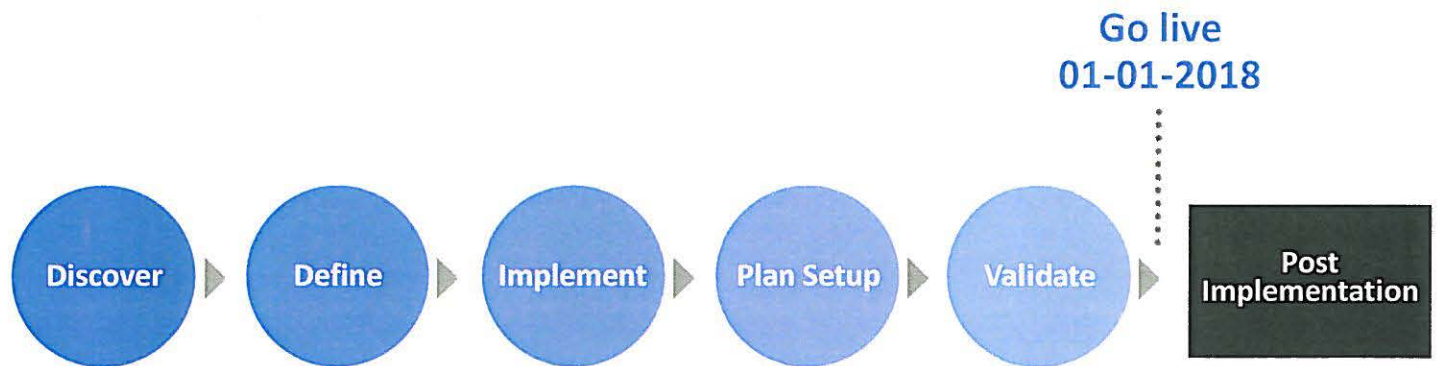 Go live
01-01-2018
Discover
Define
Implement
Plan Setup
Validate
Post
Implementation